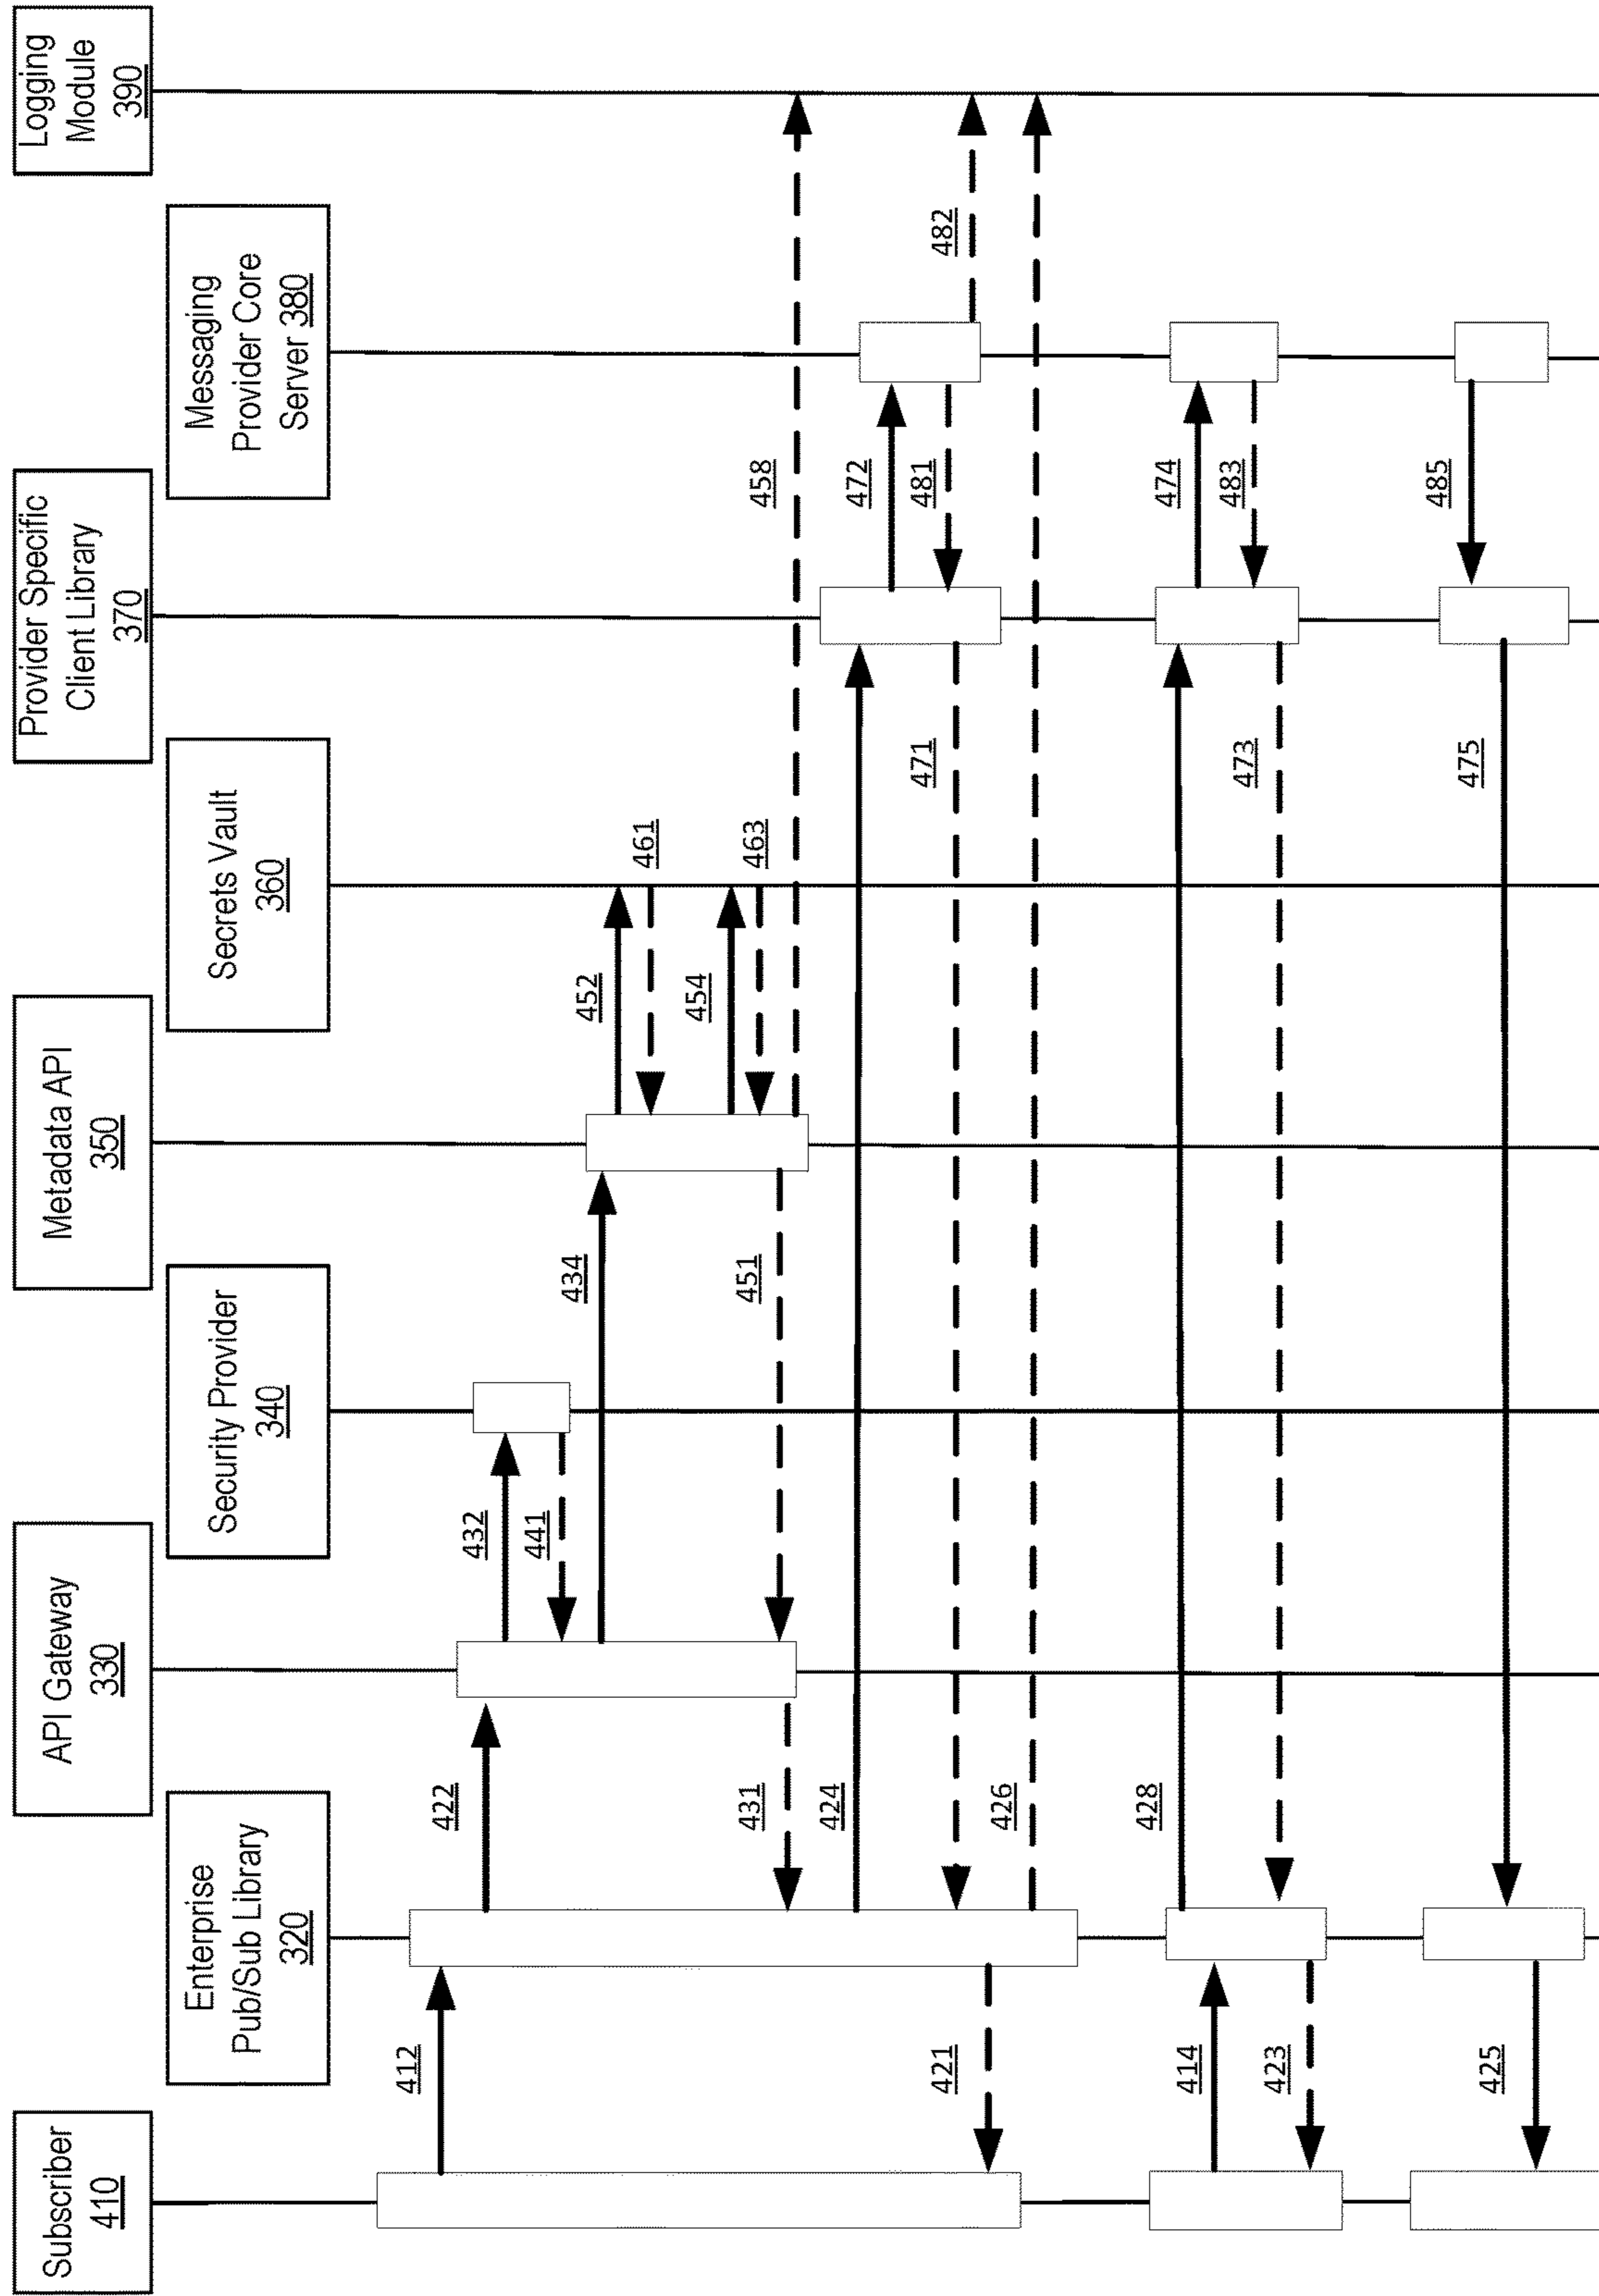 Subscriber
410
Enterprise
Pub/Sub Library
320
API Gateway
330
Security Provider
340
Metadata API
350
Secrets Vault
360
Provider Specific
Client Library
370
Messaging
Provider Core
Server 380
Logging
Module
390
412
422
432
441
434
452
461
454
463
451
458
431
424
472
481
482
471
421
426
428
414
474
483
473
423
485
475
425